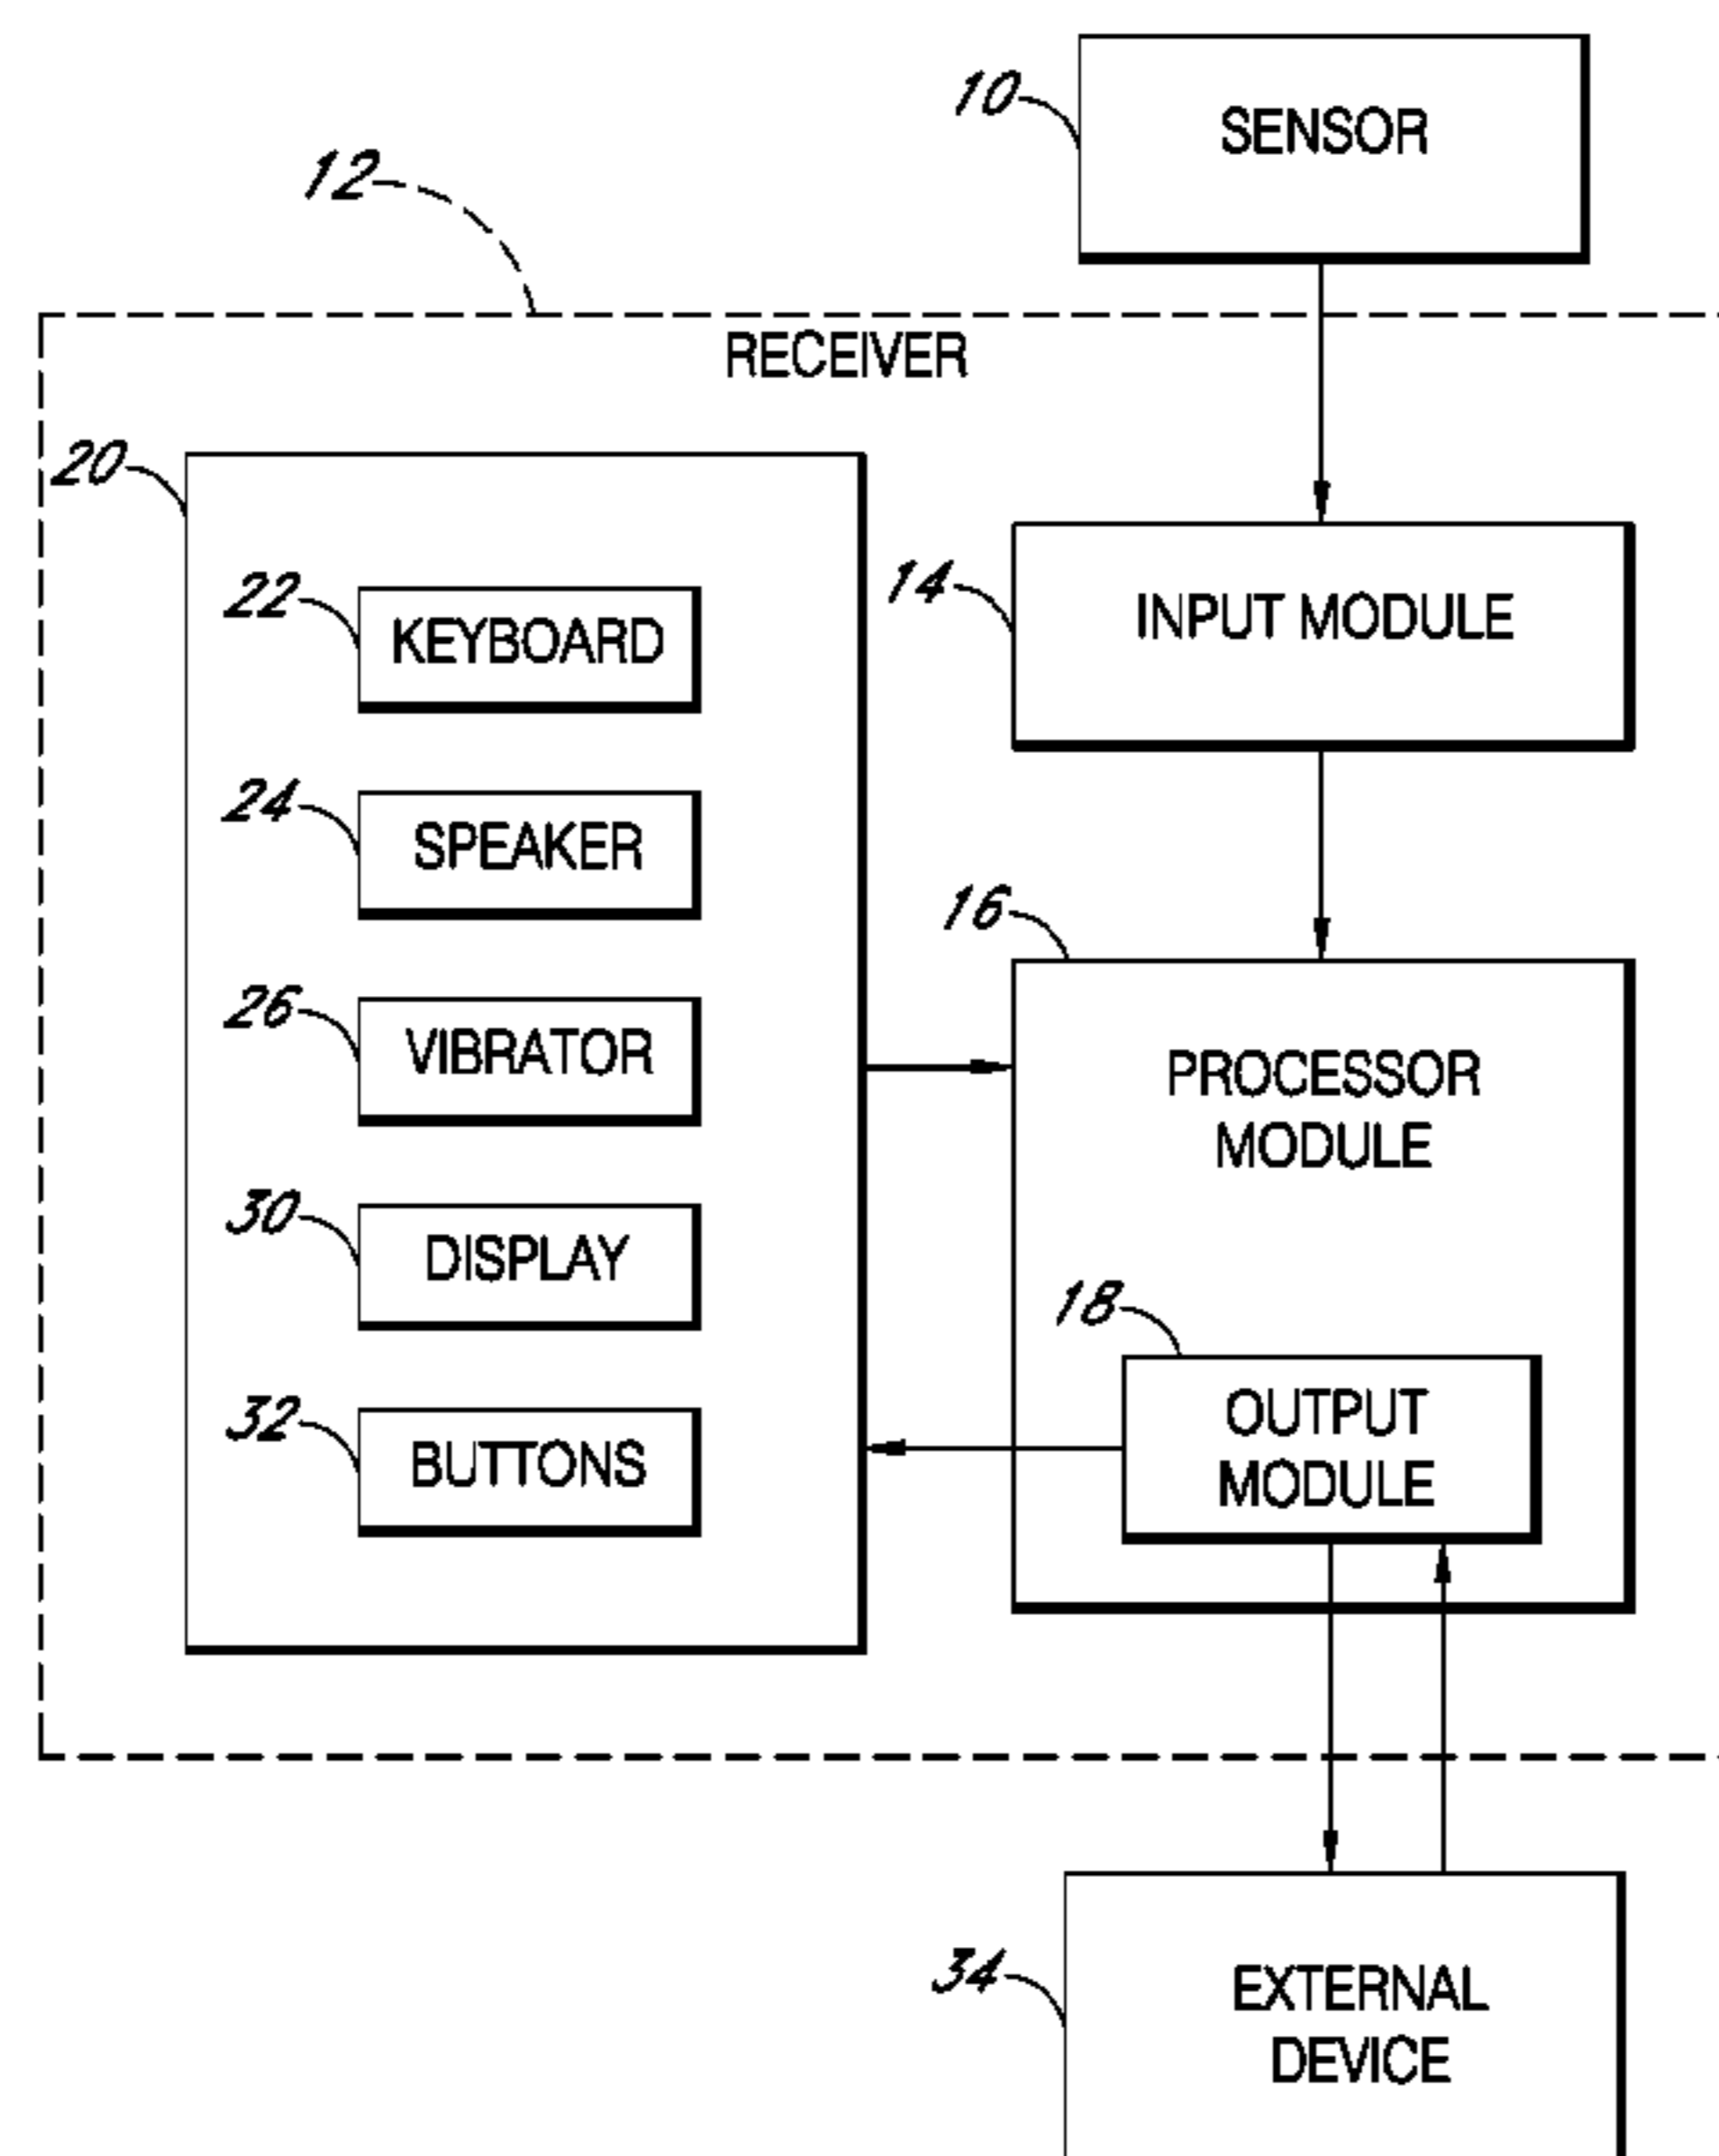 10
SENSOR
12
RECEIVER
20
22
KEYBOARD
24
SPEAKER
26
VIBRATOR
30
DISPLAY
32
BUTTONS
14
INPUT MODULE
16
PROCESSOR
MODULE
18
OUTPUT
MODULE
34
EXTERNAL
DEVICE